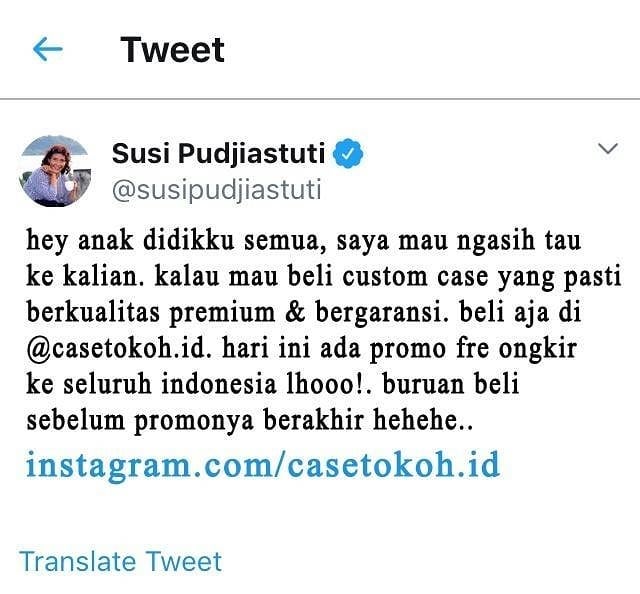 Tweet
Susi Pudjiastuti
@susipudjiastuti
hey anak didikku semua, saya mau ngasih tau
ke kalian. kalau mau beli custom case yang pasti
berkualitas premium & bergaransi. beli aja di
@casetokoh.id. hari ini ada promo fre ongkir
ke seluruh indonesia lhooo!. buruan beli
sebelum promonya berakhir hehehe..
instagram.com/casetokoh.id
Translate Tweet